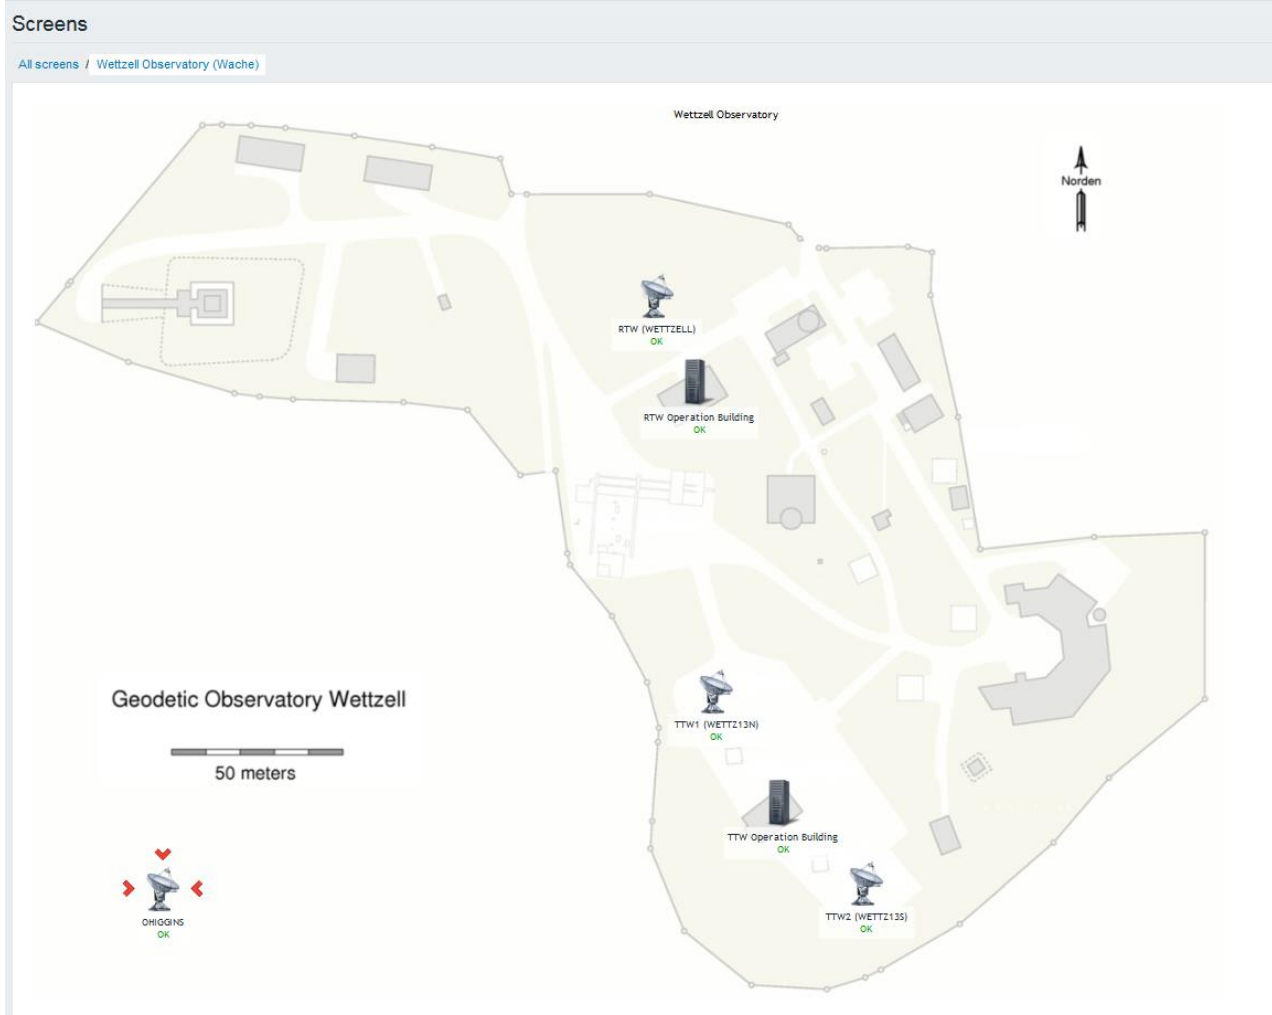 Screens
All screens / Wettzell Observatory (Wache)
Wettzell Observatory
Norden
RTW (WETTZELL)
OK
RTW Operation Building
OK
Geodetic Observatory Wettzell
50 meters
TTW1 (WETTZ13N)
OK
TTW Operation Building
OK
TTW2 (WETTZ13S)
OK
OHIGGINS
OK